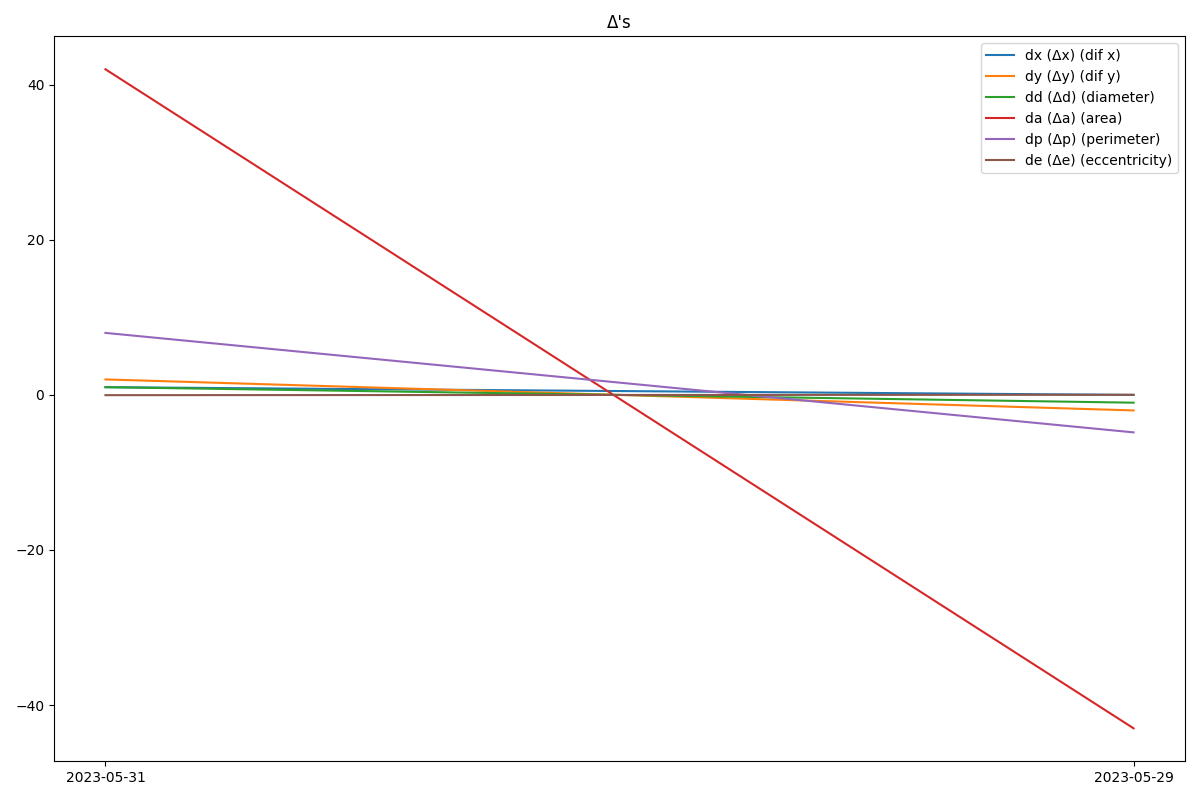 Δ's
dx (Δx) (dif x)
dy (Δy) (dif y)
dd (Δd) (diameter)
da (Δa) (area)
dp (Δp) (perimeter)
de (Δe) (eccentricity)
40
20
0
−20
−40
2023-05-31
2023-05-29